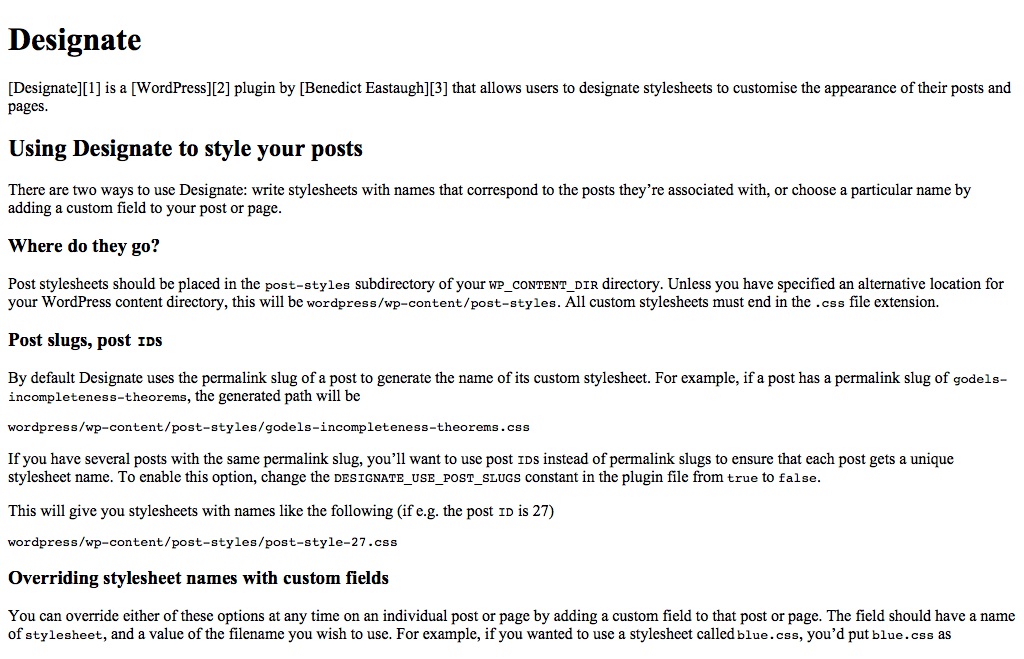 Designate
[Designate][1] is a [WordPress][2] plugin by [Benedict Eastaugh][3] that allows users to designate stylesheets to customise the appearance of their posts and
pages.
Using Designate to style your posts
There are two ways to use Designate: write stylesheets with names that correspond to the posts they’re associated with, or choose a particular name by
adding a custom field to your post or page.
Where do they go?
Post stylesheets should be placed in the post-styles subdirectory of your WP_CONTENT_DIR directory. Unless you have specified an alternative location for
your WordPress content directory, this will be wordpress/wp-content/post-styles. All custom stylesheets must end in the .css file extension.
Post slugs, post IDs
By default Designate uses the permalink slug of a post to generate the name of its custom stylesheet. For example, if a post has a permalink slug of godels-
incompleteness-theorems, the generated path will be
wordpress/wp-content/post-styles/godels-incompleteness-theorems.css
If you have several posts with the same permalink slug, you’ll want to use post IDs instead of permalink slugs to ensure that each post gets a unique
stylesheet name. To enable this option, change the DESIGNATE_USE_POST_SLUGS constant in the plugin file from true to false.
This will give you stylesheets with names like the following (if e.g. the post ID is 27)
wordpress/wp-content/post-styles/post-style-27.css
Overriding stylesheet names with custom fields
You can override either of these options at any time on an individual post or page by adding a custom field to that post or page. The field should have a name
of stylesheet, and a value of the filename you wish to use. For example, if you wanted to use a stylesheet called blue.css, you’d put blue.css as